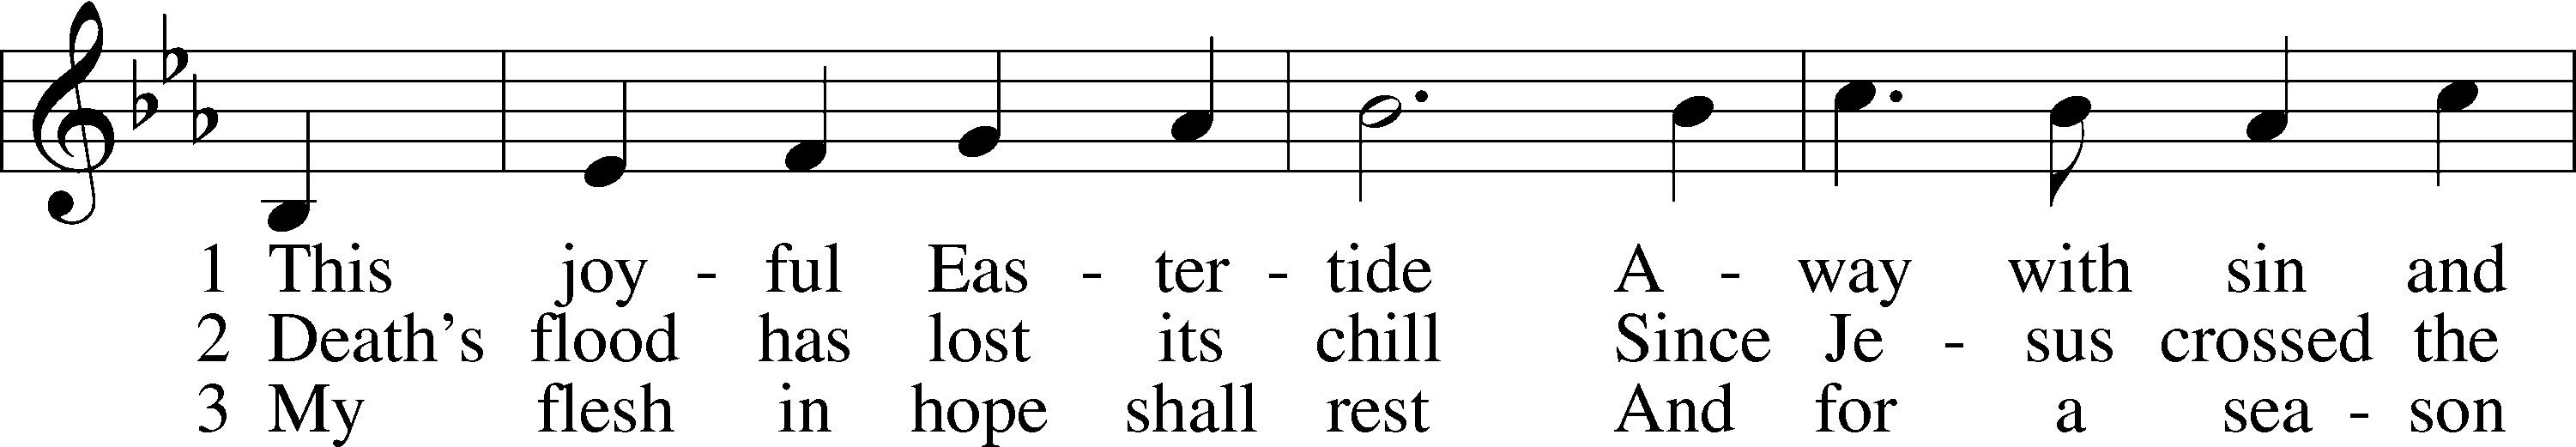 1 This joy - ful Eas - ter - tide A - way with sin and
2 Death's flood has lost its chill Since Je - sus crossed the
3 My flesh in hope shall rest And for a sea - son